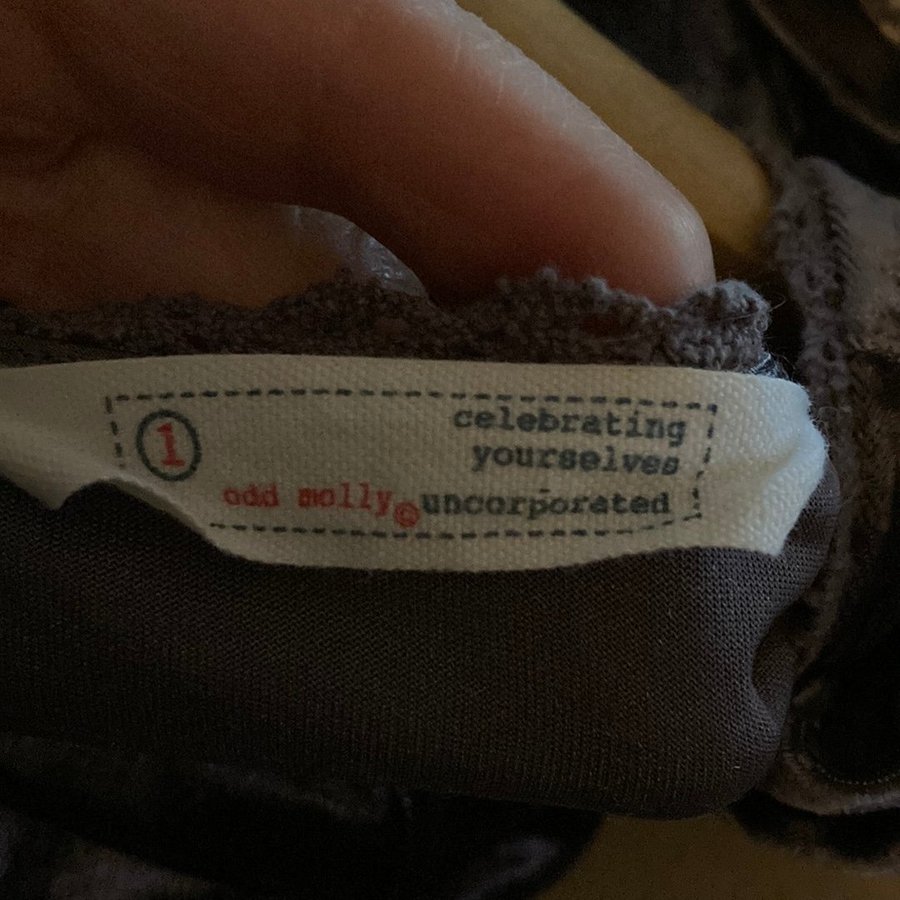 1
celebrating
yourselves
odd molly©uncorporated